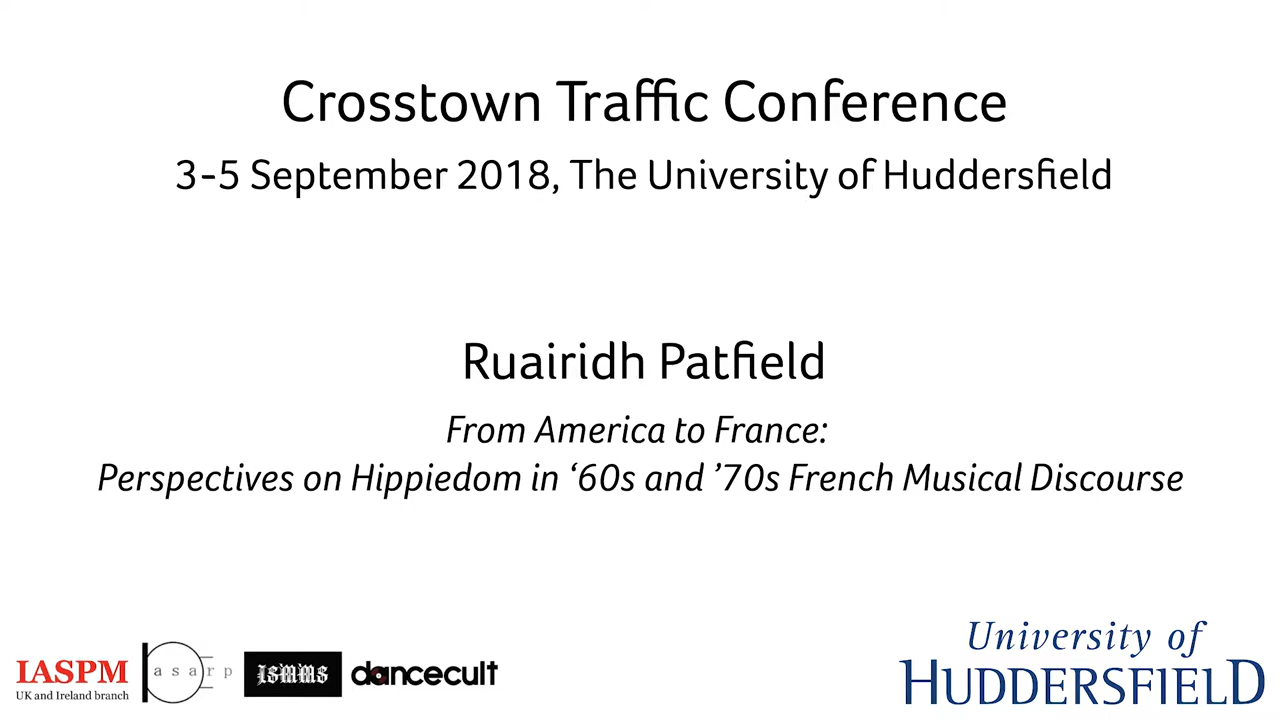 Crosstown Traffic Conference
3-5 September 2018, The University of Huddersfield
Ruairidh Patfield
From America to France:
Perspectives on Hippiedom in ‘60s and ’70s French Musical Discourse
University of
HUDDERSFIELD
IASPM
UK and Ireland branch
asarp
ismms
dancecult